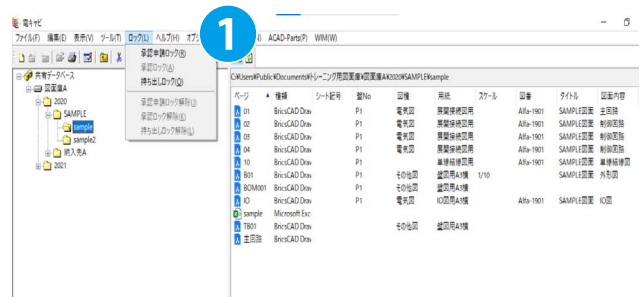 電キャビ
ファイル(F) 編集(E) 表示(V) ツール(T) ロック(L) ヘルプ(H) ACAD-Parts(P) WIM(W)
1
承認申請ロック(R)
承認ロック(A)
持ち出しロック(K)
承認申請ロック解除(J)
承認ロック解除(K)
持ち出しロック解除(L)
共有データベース
図面庫A
2020
SAMPLE
sample
sample2
納入先A
2021
C:¥Users¥Public¥Documents¥トレーニング用図面庫¥図面庫A¥2020¥SAMPLE¥sample
ページ 種類 シート記号 盤No 図種 用紙 スケール 図番 タイトル 図面内容
01 BricsCAD Draw P1 電気図 展開接続図用 Alfa-1901 SAMPLE図面 主回路
02 BricsCAD Draw P1 電気図 展開接続図用 Alfa-1901 SAMPLE図面 制御回路
03 BricsCAD Draw P1 電気図 展開接続図用 Alfa-1901 SAMPLE図面 制御回路
04 BricsCAD Draw P1 電気図 展開接続図用 Alfa-1901 SAMPLE図面 制御回路
10 BricsCAD Draw P1 単線結線図用 Alfa-1901 SAMPLE図面 単線結線図
B01 BricsCAD Draw P1 その他図 盤図用A3横 1/10 SAMPLE図面 外形図
BOM001 BricsCAD Draw P1 その他図 盤図用A3横
IO BricsCAD Draw P1 電気図 IO図用A3横 Alfa-1901 SAMPLE図面 IO図
sample Microsoft Exc
TB01 BricsCAD Draw その他図 盤図用A3横
主回路 BricsCAD Draw